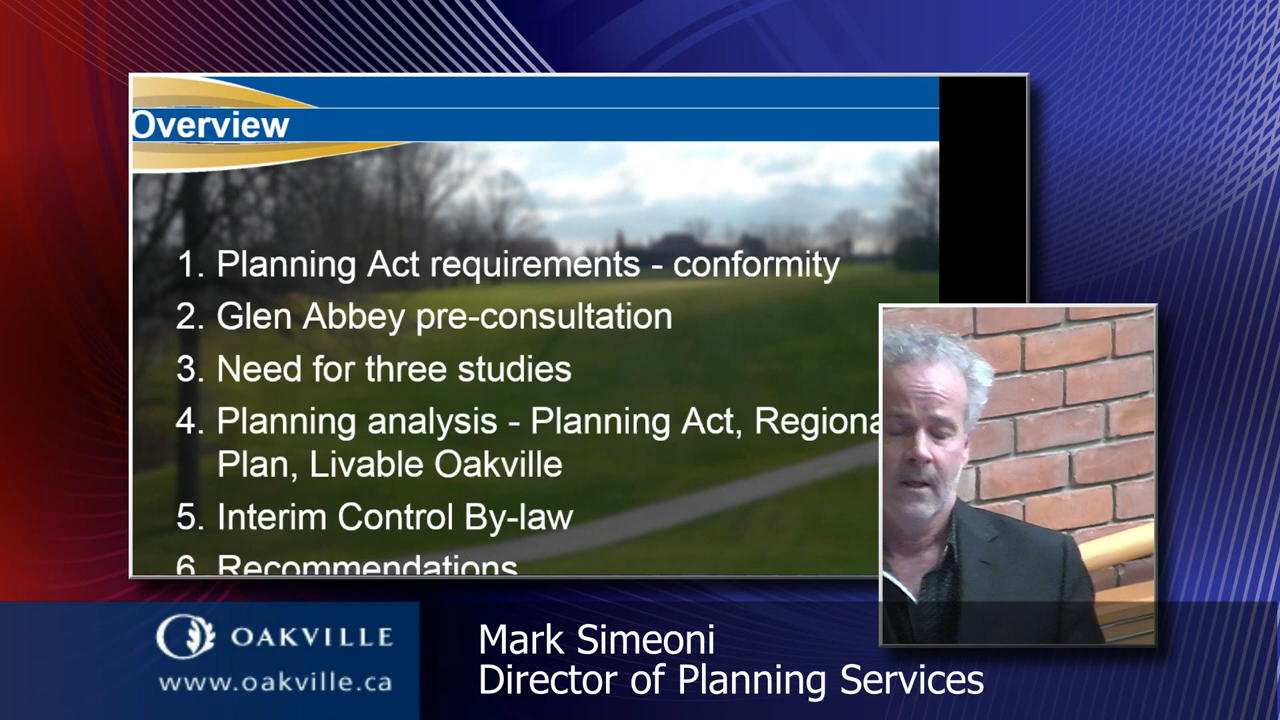 Overview
1. Planning Act requirements - conformity
2. Glen Abbey pre-consultation
3. Need for three studies
4. Planning analysis - Planning Act, Regiona
Plan, Livable Oakville
5. Interim Control By-law
6. Recommendations
OAKVILLE
www.oakville.ca
Mark Simeoni
Director of Planning Services